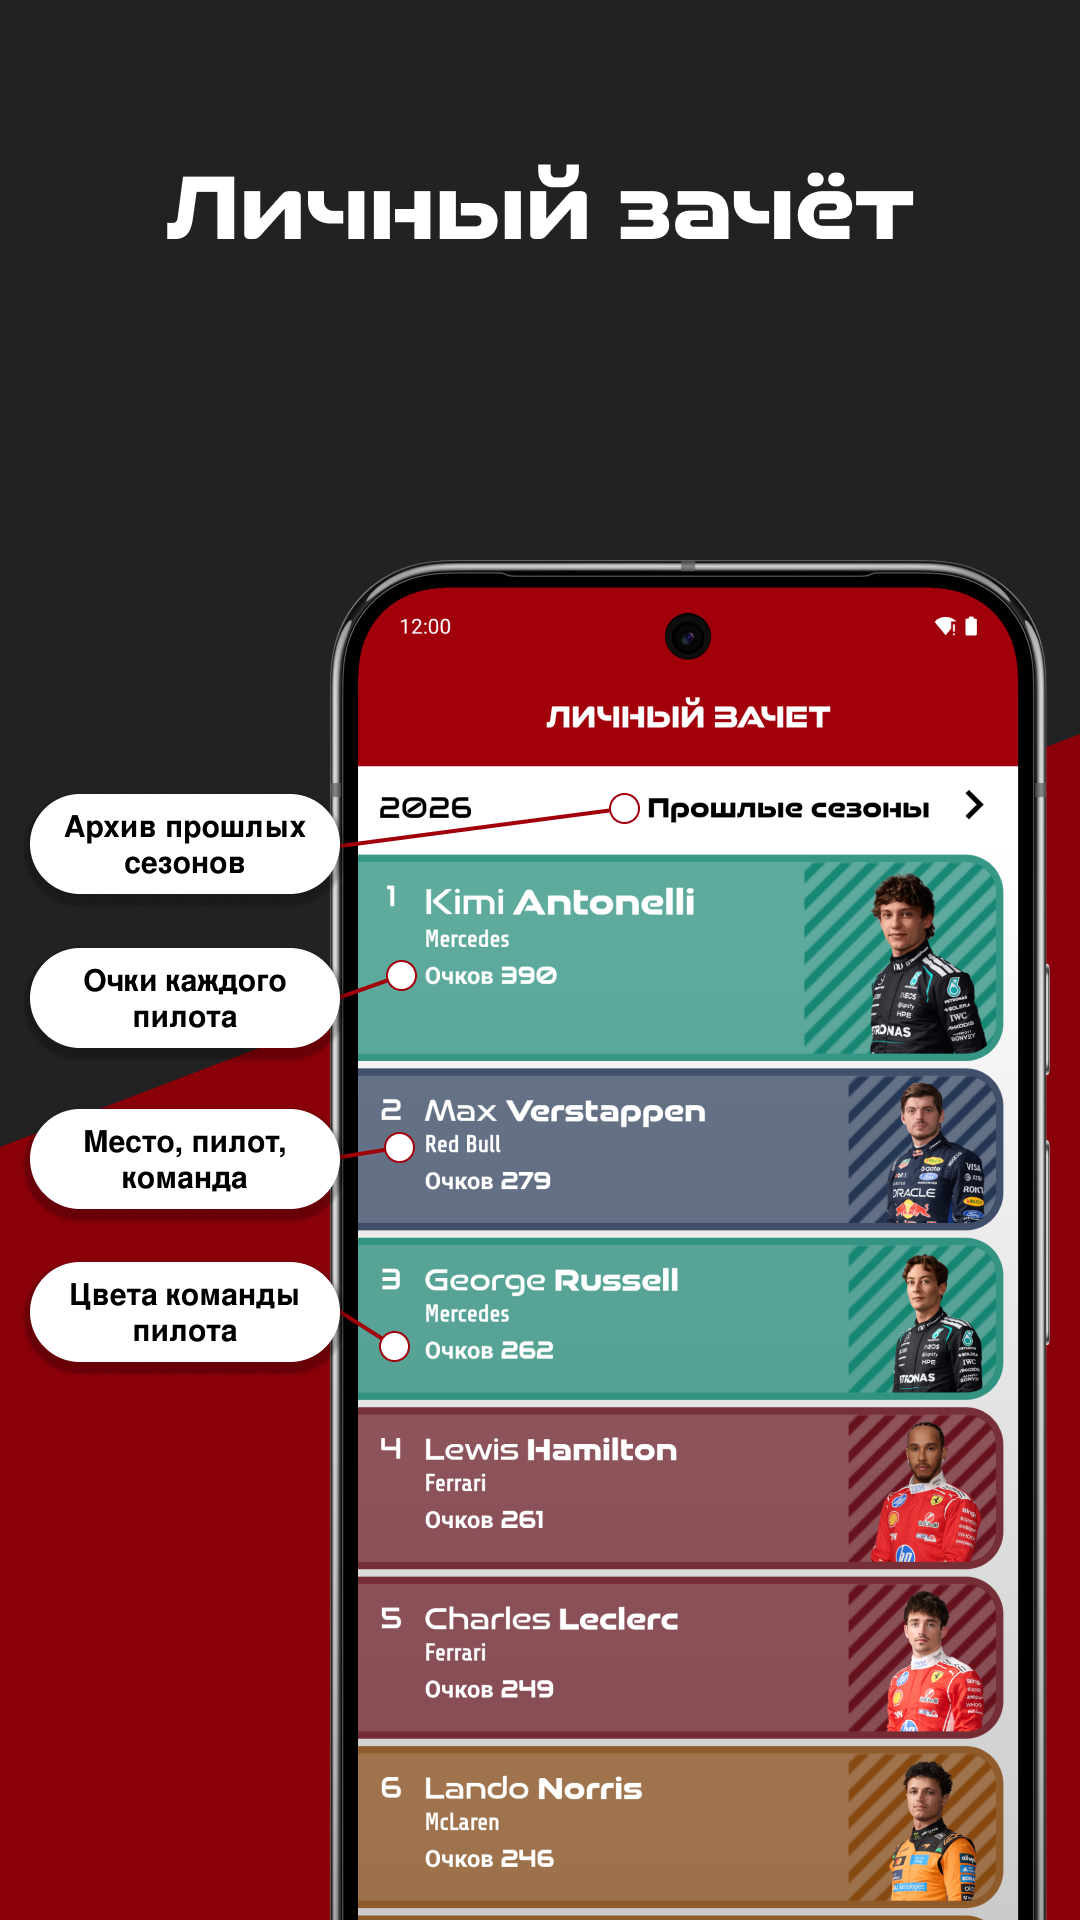 Личный зачёт
12:00
ЛИЧНЫЙ ЗАЧЕТ
2026
Прошлые сезоны
Архив прошлых
сезонов
1
Kimi Antonelli
Mercedes
Очков 390
Очки каждого
пилота
2
Max Verstappen
Red Bull
Очков 279
Место, пилот,
команда
3
George Russell
Mercedes
Очков 262
Цвета команды
пилота
4
Lewis Hamilton
Ferrari
Очков 261
5
Charles Leclerc
Ferrari
Очков 249
6
Lando Norris
McLaren
Очков 246